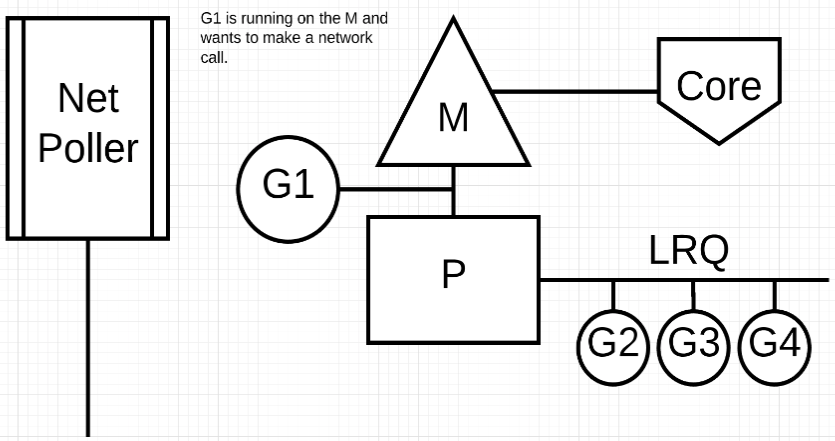 G1 is running on the M and
wants to make a network
call.
Net
Poller
M
Core
G1
P
LRQ
G2 G3 G4